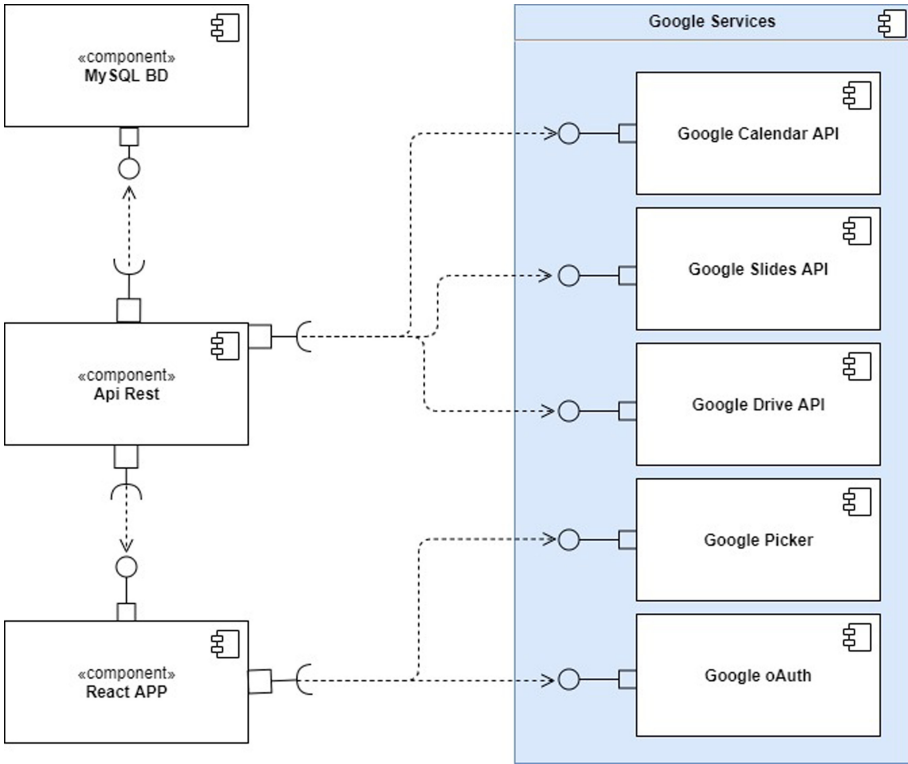 «component»
MySQL BD
Google Services
Google Calendar API
Google Slides API
«component»
Api Rest
Google Drive API
Google Picker
«component»
React APP
Google oAuth